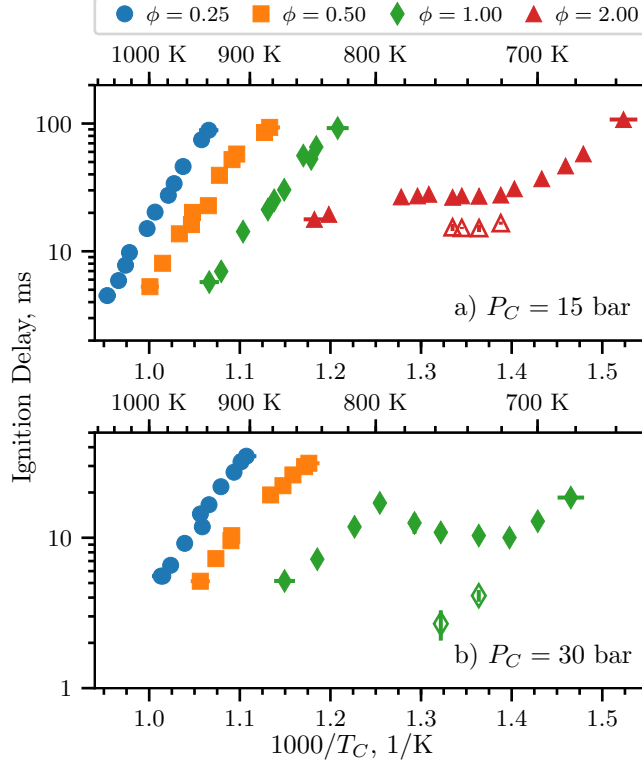 ϕ = 0.25 ϕ = 0.50 ϕ = 1.00 ϕ = 2.00
1000 K 900 K 800 K 700 K
100
10
a) P_C = 15 bar
1.0 1.1 1.2 1.3 1.4 1.5
Ignition Delay, ms
1000 K 900 K 800 K 700 K
10
1
b) P_C = 30 bar
1.0 1.1 1.2 1.3 1.4 1.5
1000/T_C, 1/K